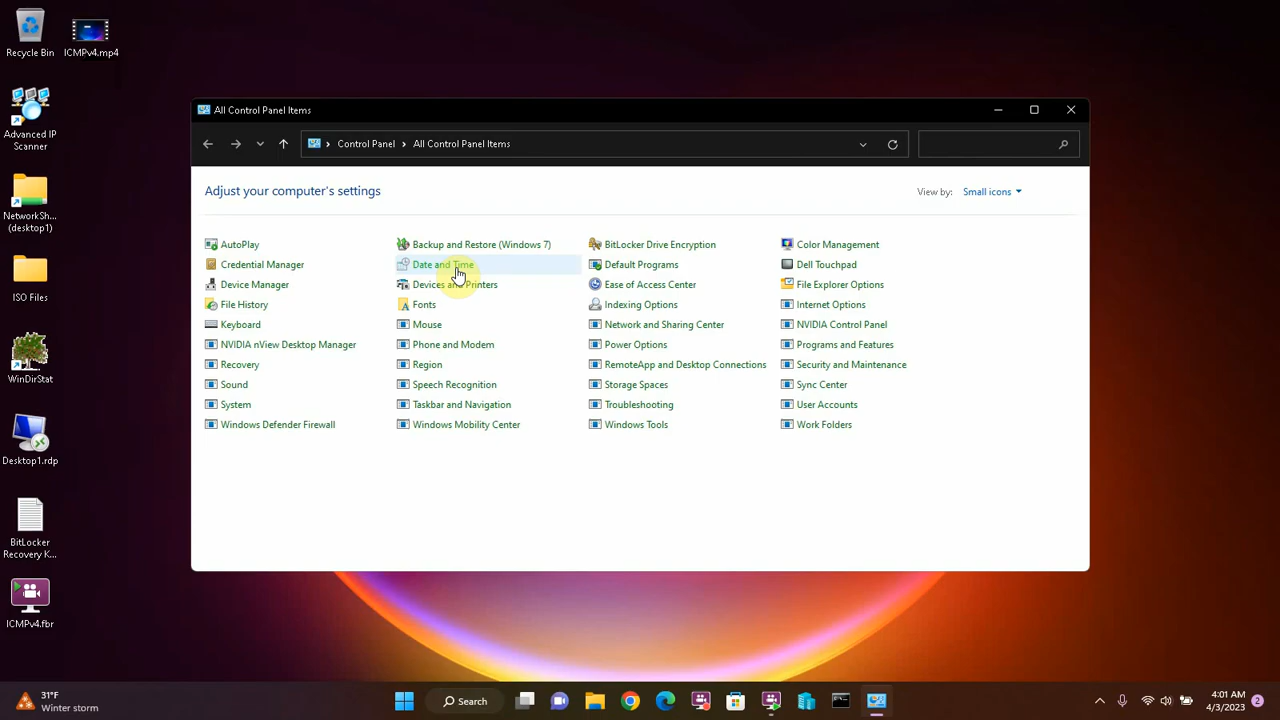 Recycle Bin
ICMPv4.mp4
Advanced IP
Scanner
NetworkSh...
(desktop1)
ISO Files
WinDirStat
Desktop1.rdp
BitLocker
Recovery K...
ICMPv4.fbr
All Control Panel Items
Control Panel
All Control Panel Items
Adjust your computer's settings
View by:
Small icons
AutoPlay
Backup and Restore (Windows 7)
BitLocker Drive Encryption
Color Management
Credential Manager
Date and Time
Default Programs
Dell Touchpad
Device Manager
Devices and Printers
Ease of Access Center
File Explorer Options
File History
Fonts
Indexing Options
Internet Options
Keyboard
Mouse
Network and Sharing Center
NVIDIA Control Panel
NVIDIA nView Desktop Manager
Phone and Modem
Power Options
Programs and Features
Recovery
Region
RemoteApp and Desktop Connections
Security and Maintenance
Sound
Speech Recognition
Storage Spaces
Sync Center
System
Taskbar and Navigation
Troubleshooting
User Accounts
Windows Defender Firewall
Windows Mobility Center
Windows Tools
Work Folders
31°F
Winter storm
Search
4:01 AM
4/3/2023
2